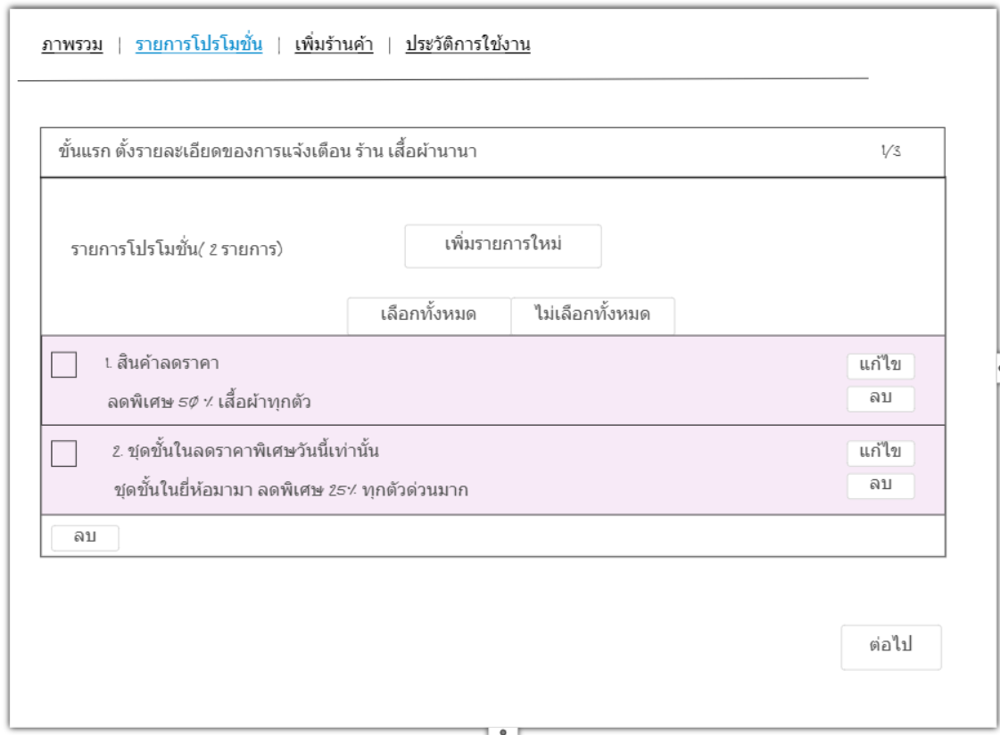 ภาพรวม | รายการโปรโมชั่น | เพิ่มร้านค้า | ประวัติการใช้งาน
ขั้นแรก ตั้งรายละเอียดของการแจ้งเตือน ร้าน เสื้อผ้านานา 1/3
รายการโปรโมชั่น( 2 รายการ) เพิ่มรายการใหม่
เลือกทั้งหมด ไม่เลือกทั้งหมด
1. สินค้าลดราคา แก้ไข
ลดพิเศษ 50 % เสื้อผ้าทุกตัว ลบ
2. ชุดชั้นในลดราคาพิเศษวันนี้เท่านั้น แก้ไข
ชุดชั้นในยี่ห้อมามา ลดพิเศษ 25% ทุกตัวด่วนมาก ลบ
ลบ
ต่อไป